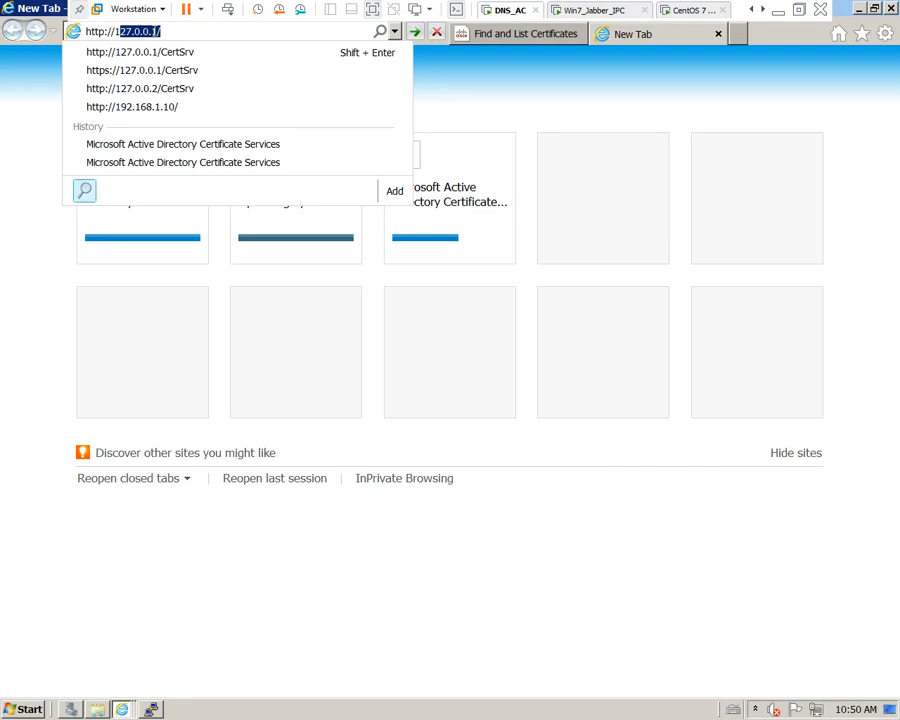 New Tab - Workstation DNS_AC Win7_Jabber_IPC CentOS 7 ...
http://127.0.0.1/ Find and List Certificates New Tab
http://127.0.0.1/CertSrv Shift + Enter
https://127.0.0.1/CertSrv
http://127.0.0.2/CertSrv
http://192.168.1.10/
History
Microsoft Active Directory Certificate Services
Microsoft Active Directory Certificate Services
Add
osoft Active
ctory Certificate...
Discover other sites you might like Hide sites
Reopen closed tabs Reopen last session InPrivate Browsing
Start 10:50 AM